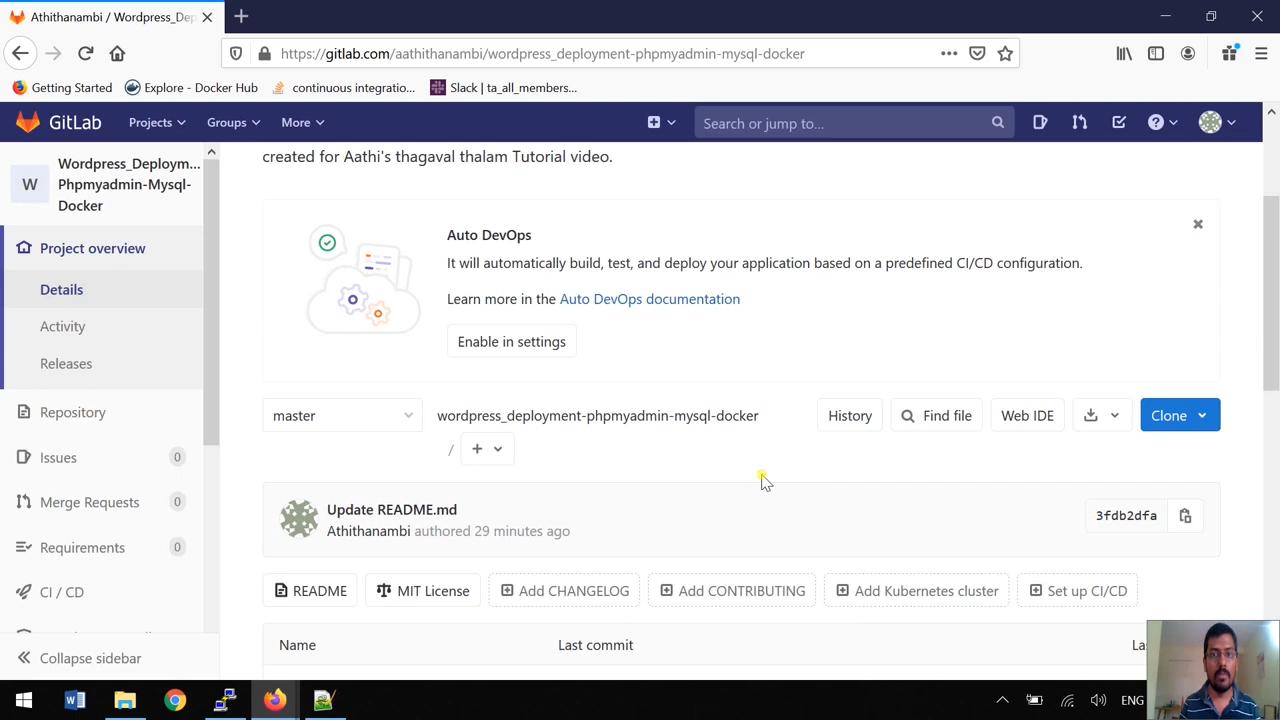 Athithanambi / Wordpress_Dep
https://gitlab.com/aathithanambi/wordpress_deployment-phpmyadmin-mysql-docker
Getting Started
Explore - Docker Hub
continuous integratio...
Slack | ta_all_members...
GitLab
Projects
Groups
More
Search or jump to...
created for Aathi's thagaval thalam Tutorial video.
W
Wordpress_Deploym...
Phpmyadmin-Mysql-
Docker
Project overview
Details
Activity
Releases
Repository
Issues 0
Merge Requests 0
Requirements 0
CI / CD
Collapse sidebar
Auto DevOps
It will automatically build, test, and deploy your application based on a predefined CI/CD configuration.
Learn more in the Auto DevOps documentation
Enable in settings
master
wordpress_deployment-phpmyadmin-mysql-docker
History
Find file
Web IDE
Clone
/ +
Update README.md
Athithanambi authored 29 minutes ago
3fdb2dfa
README
MIT License
Add CHANGELOG
Add CONTRIBUTING
Add Kubernetes cluster
Set up CI/CD
Name
Last commit
La
ENG